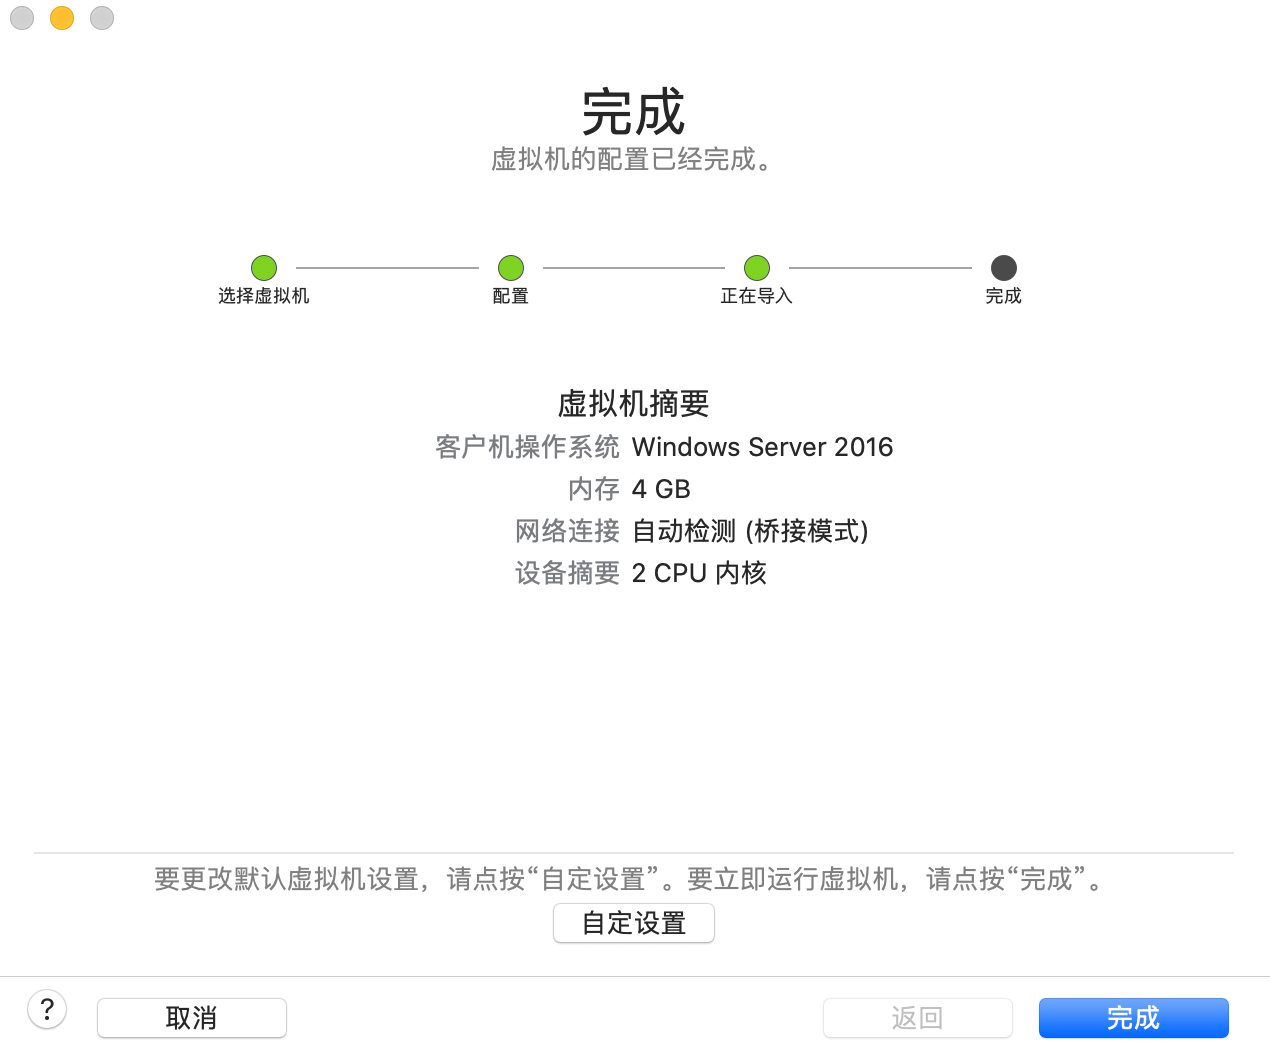 完成
虚拟机的配置已经完成。
选择虚拟机
配置
正在导入
完成
虚拟机摘要
客户机操作系统 Windows Server 2016
内存 4 GB
网络连接 自动检测 (桥接模式)
设备摘要 2 CPU 内核
要更改默认虚拟机设置，请点按“自定设置”。要立即运行虚拟机，请点按“完成”。
自定设置
?
取消
返回
完成